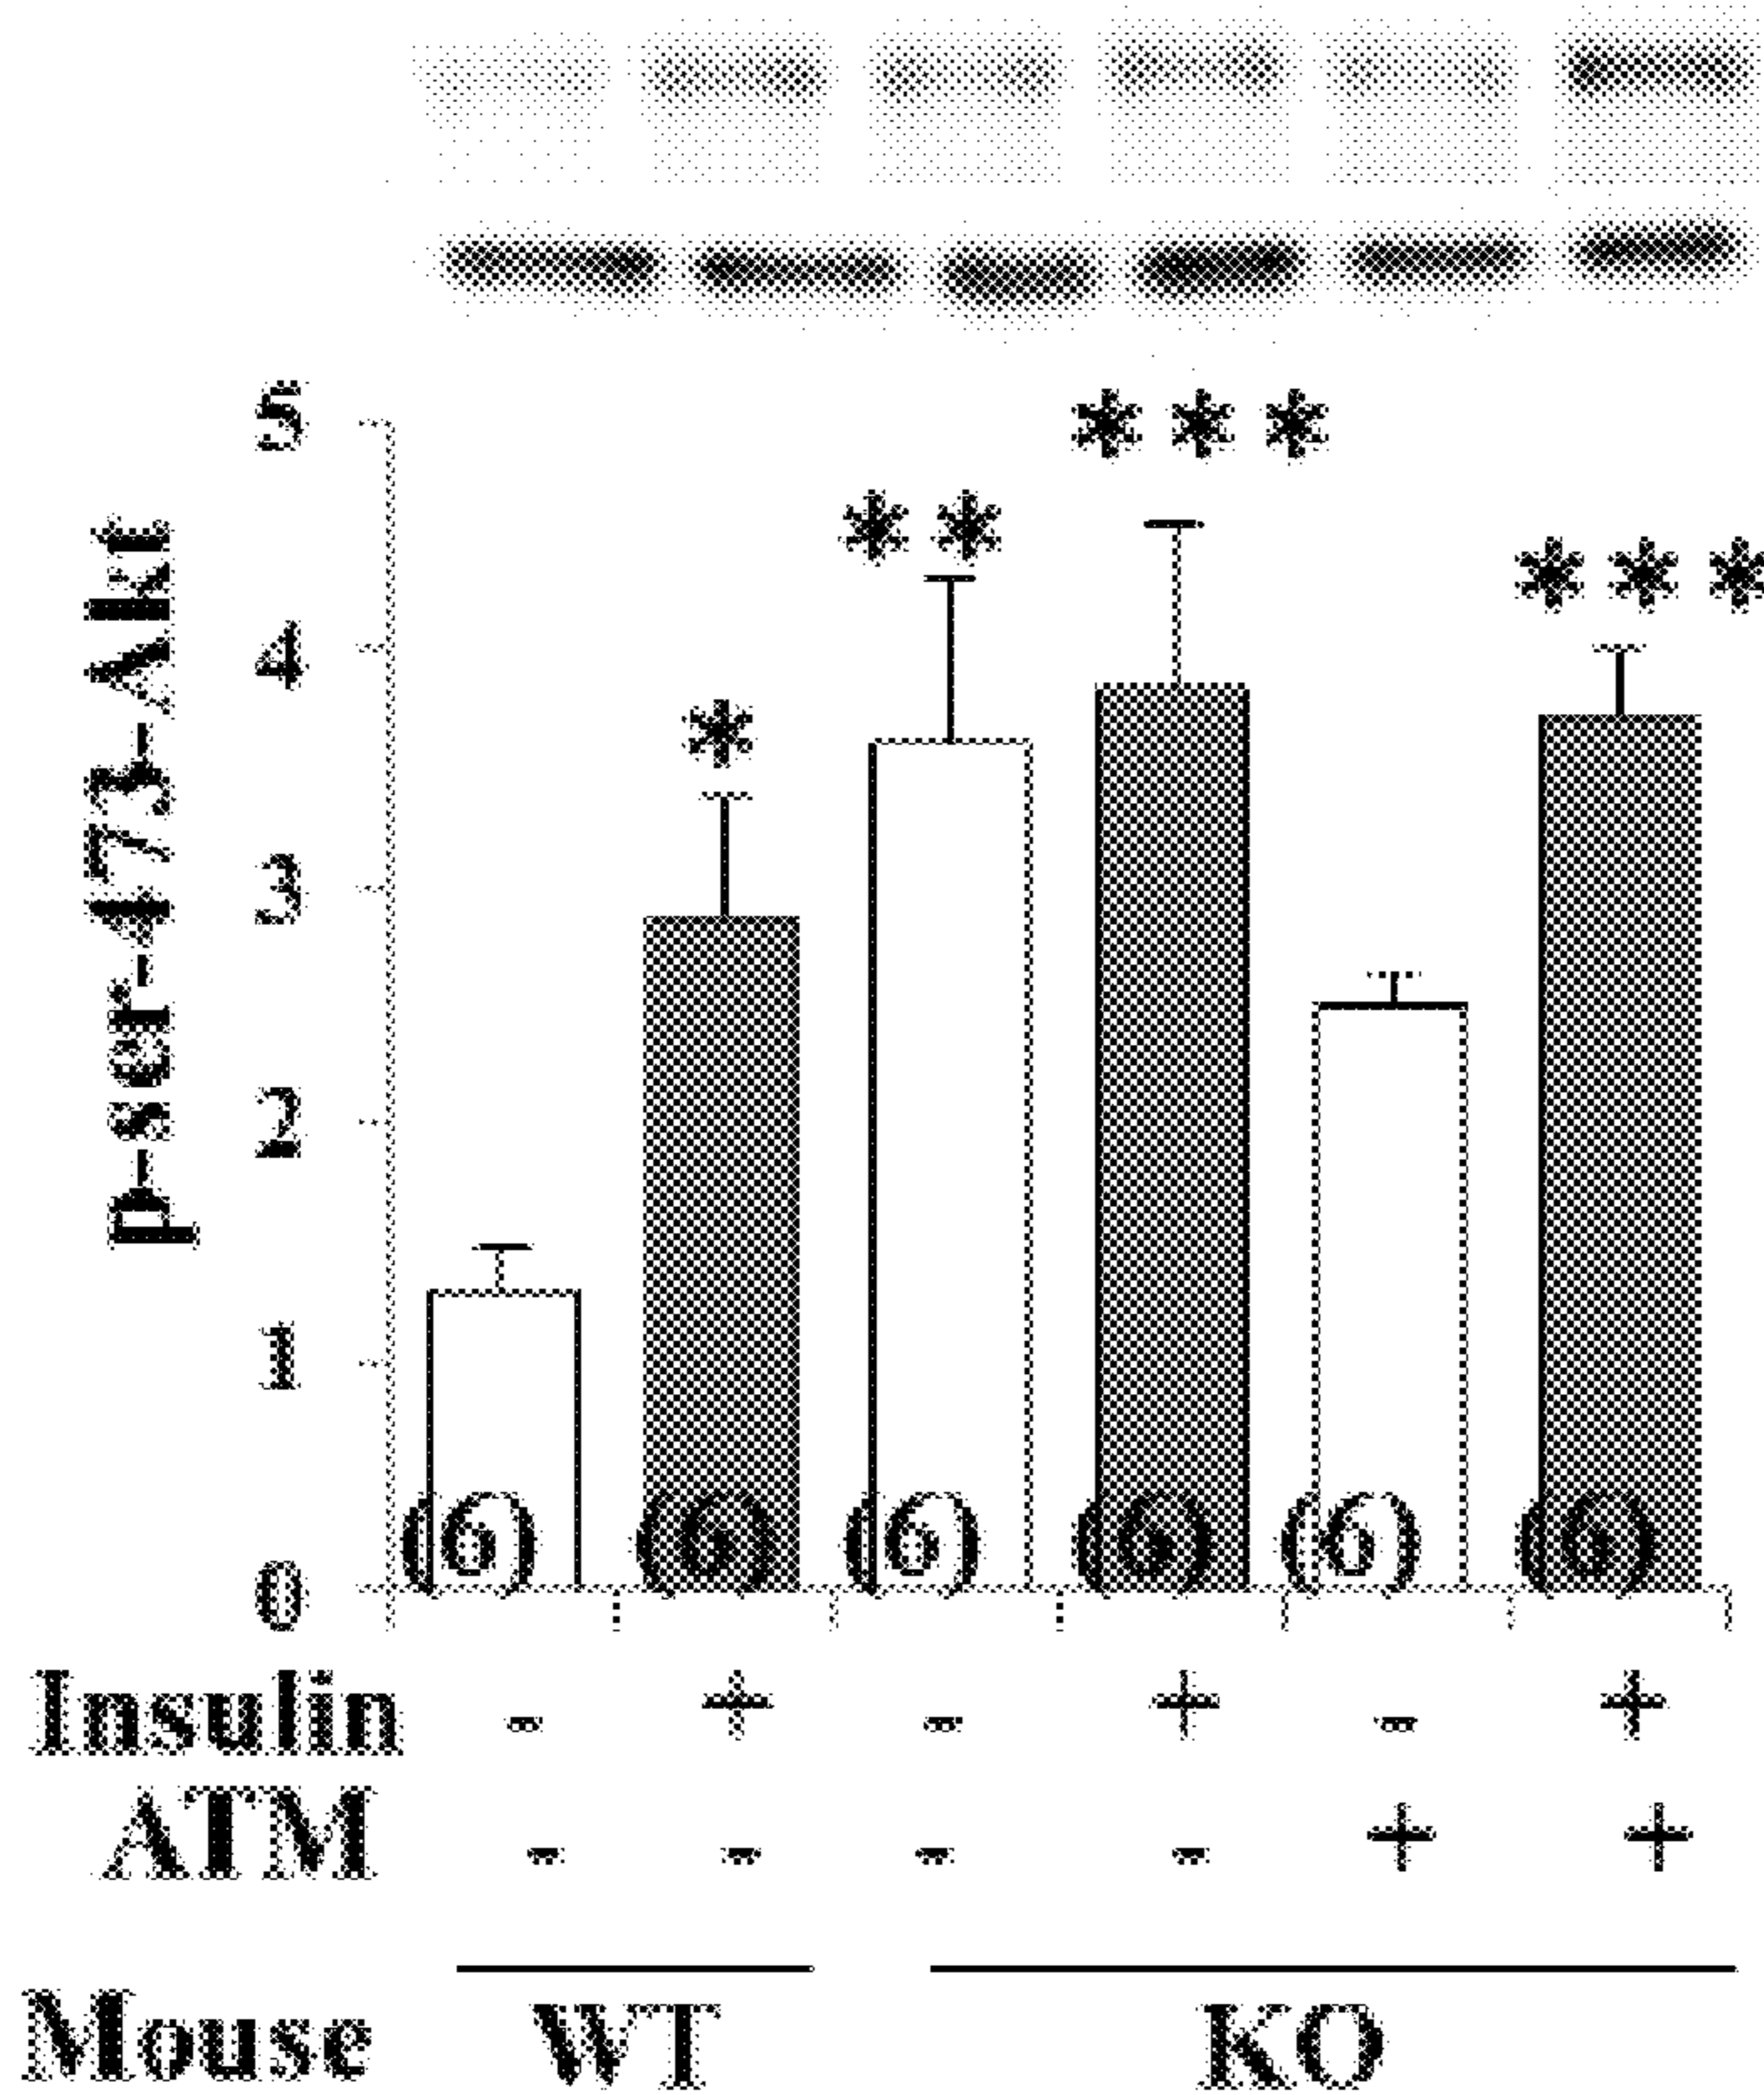 5
* * *
* *
* * *
4
*
p-ser-473-Akt
3
2
1
(6) (6) (6) (6) (6) (6)
0
Insulin - + - + - +
ATM - - - - + +
Mouse WT KO